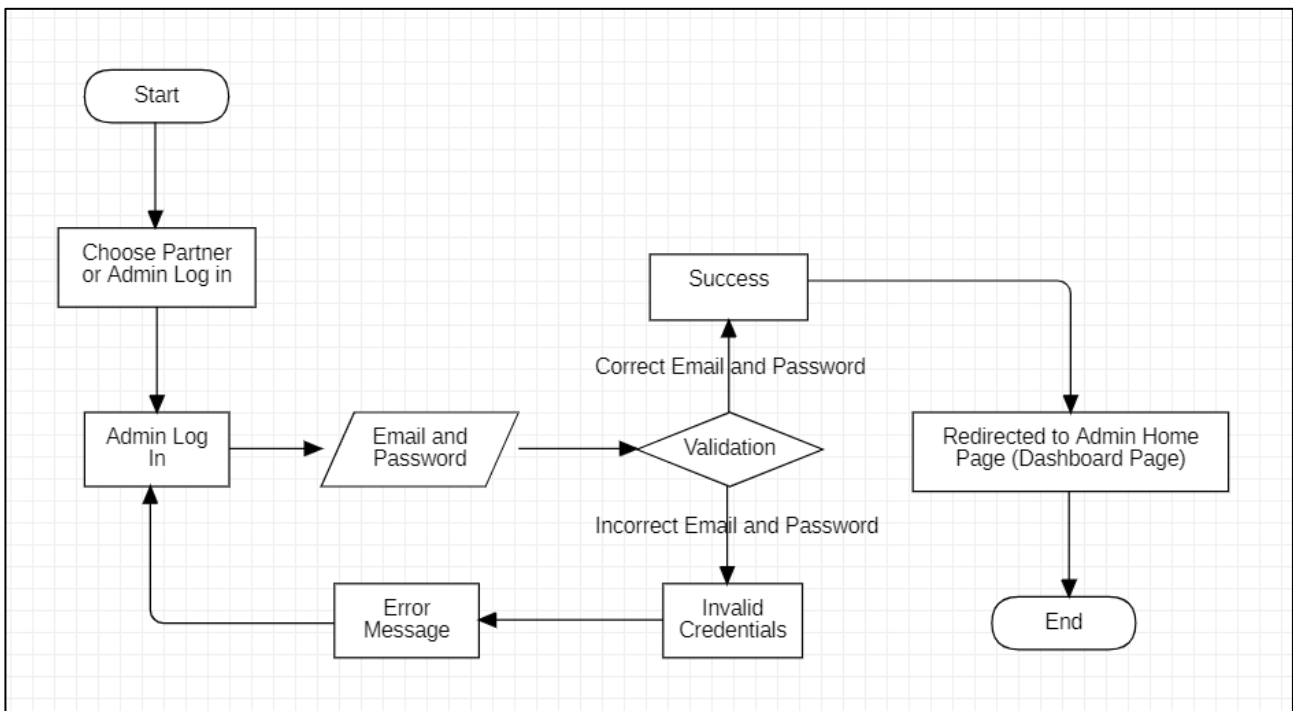 Start
Choose Partner
or Admin Log in
Success
Correct Email and Password
Admin Log
In
Email and
Password
Validation
Redirected to Admin Home
Page (Dashboard Page)
Incorrect Email and Password
Error
Message
Invalid
Credentials
End